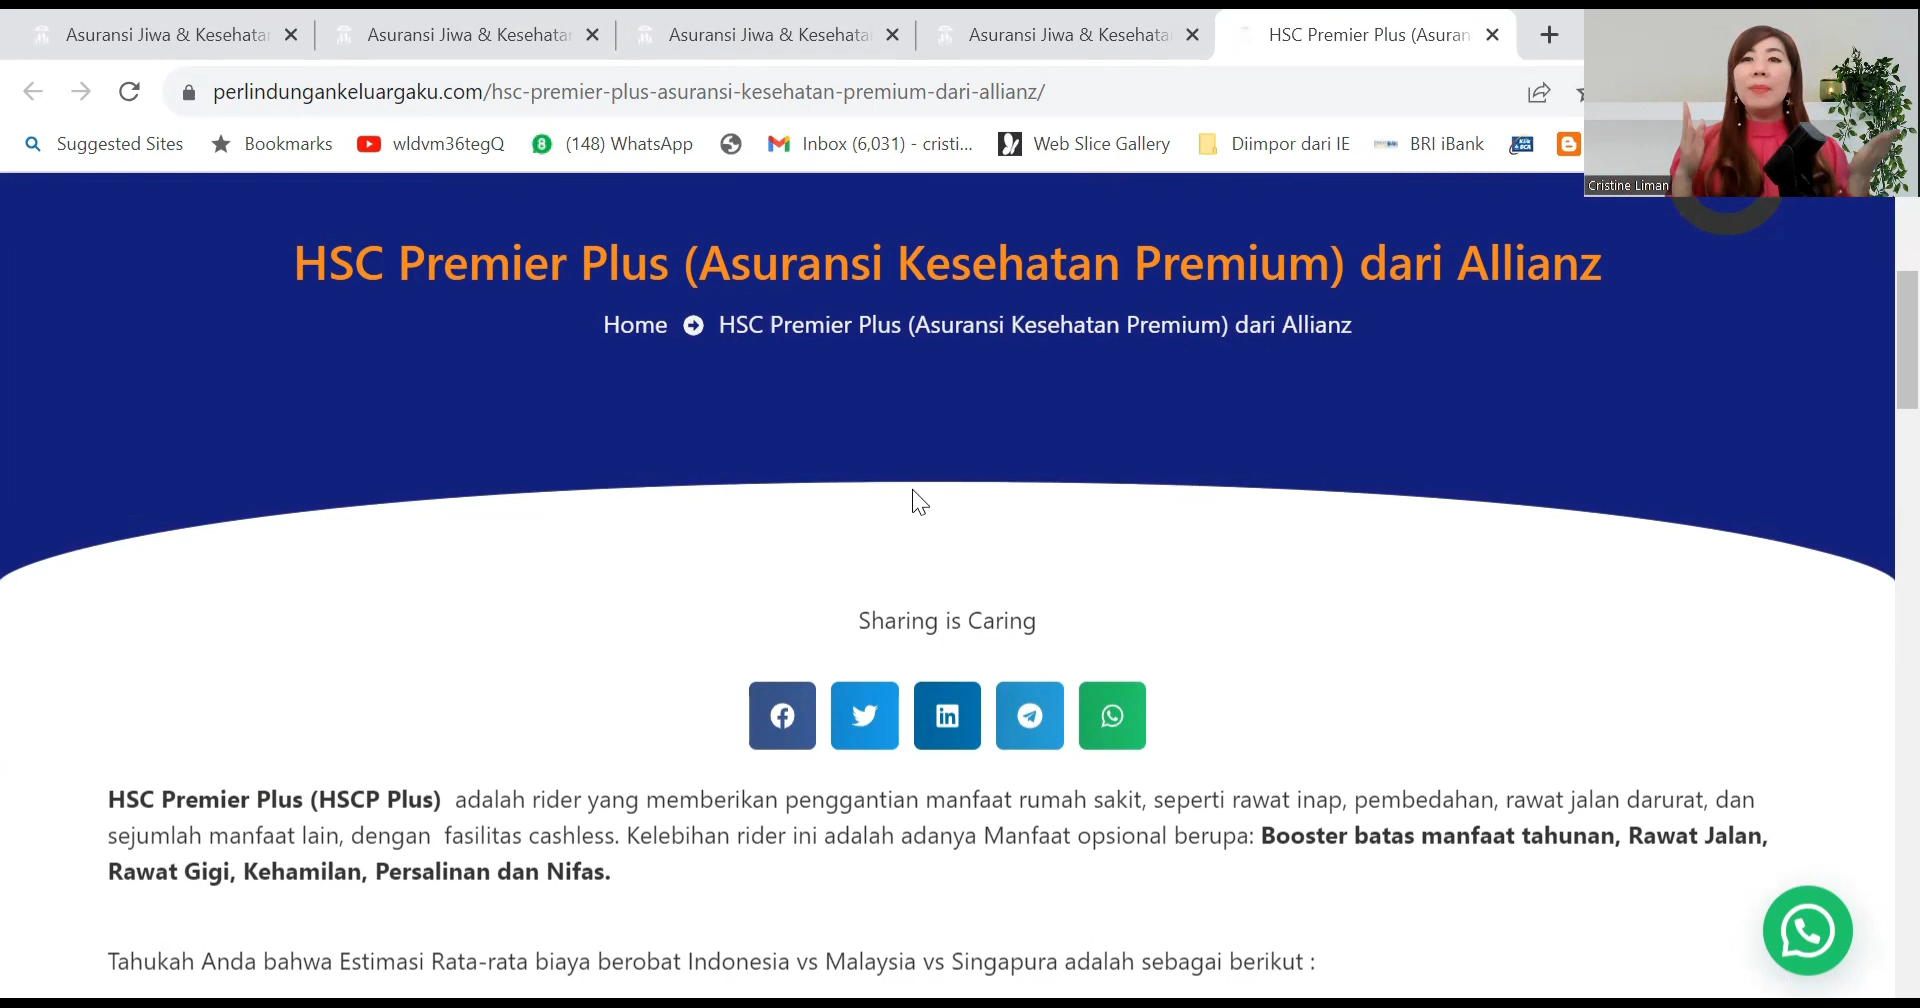 Asuransi Jiwa & Kesehata
Asuransi Jiwa & Kesehatan
Asuransi Jiwa & Kesehatai
Asuransi Jiwa & Kesehata
HSC Premier Plus (Asuran
perlindungankeluargaku.com/hsc-premier-plus-asuransi-kesehatan-premium-dari-allianz/
Suggested Sites
Bookmarks
wldvm36tegQ
8
(148) WhatsApp
Inbox (6,031) - cristi...
Web Slice Gallery
Diimpor dari IE
BRI iBank
Cristine Liman
HSC Premier Plus (Asuransi Kesehatan Premium) dari Allianz
Home HSC Premier Plus (Asuransi Kesehatan Premium) dari Allianz
Sharing is Caring
HSC Premier Plus (HSCP Plus) adalah rider yang memberikan penggantian manfaat rumah sakit, seperti rawat inap, pembedahan, rawat jalan darurat, dan
sejumlah manfaat lain, dengan fasilitas cashless. Kelebihan rider ini adalah adanya Manfaat opsional berupa: Booster batas manfaat tahunan, Rawat Jalan,
Rawat Gigi, Kehamilan, Persalinan dan Nifas.
Tahukah Anda bahwa Estimasi Rata-rata biaya berobat Indonesia vs Malaysia vs Singapura adalah sebagai berikut :